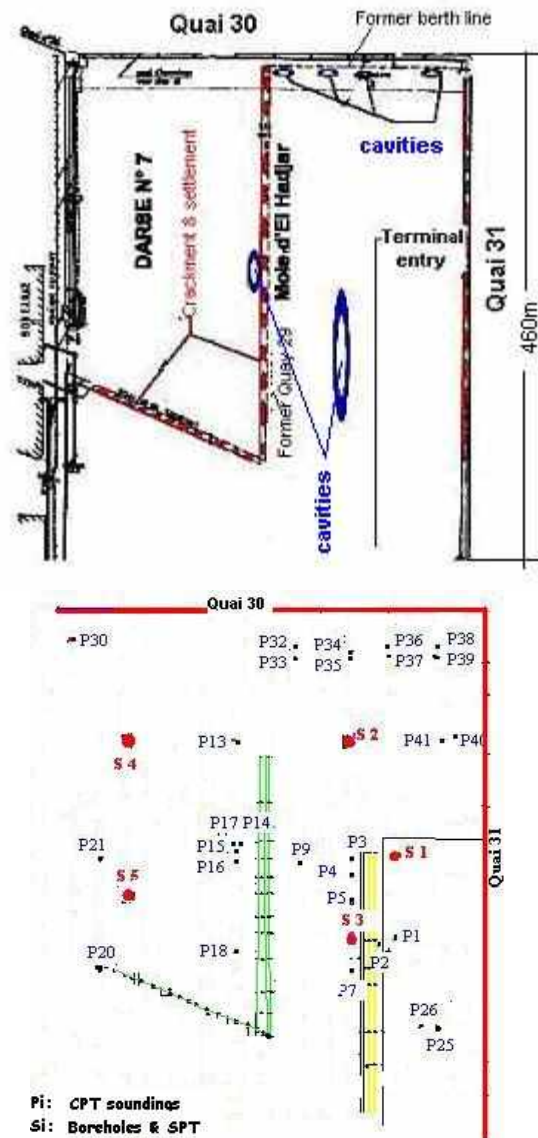 Quai 30
Former berth line
cavities
DARBE N° 7
Crackment & settlement
Mole d'El Hadjar
Former Quay 29
Terminal
entry
Quai 31
460m
cavities
Quai 30
P30
P32
P34
P36
P38
P33
P35
P37
P39
S 4
P13
S 2
P41
P40
P17
P14
P15
P16
P21
P9
P3
P4
S 1
Quai 31
S 5
P5
S 3
P1
P18
P20
P2
P7
P26
P25
Pi: CPT soundings
Si: Boreholes & SPT